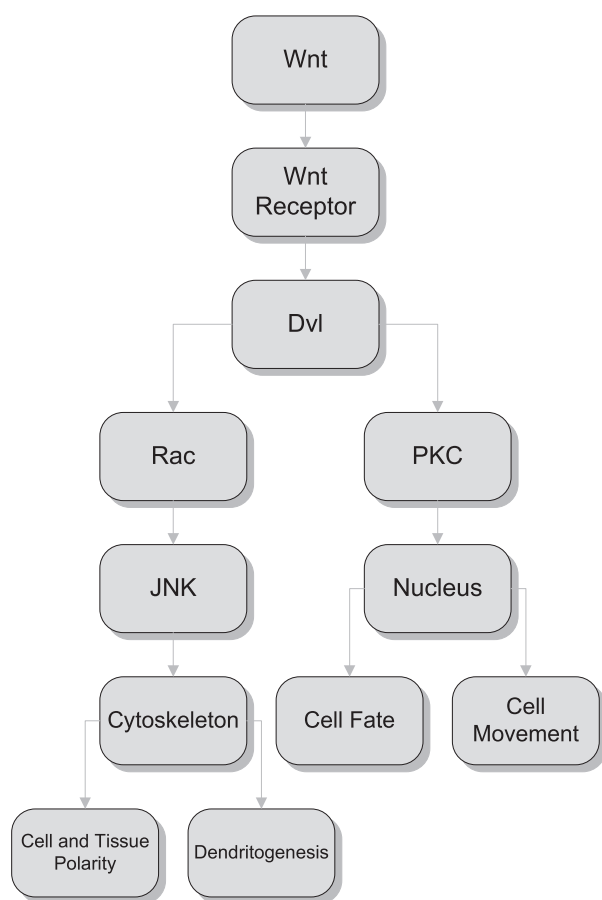 Wnt
Wnt
Receptor
Dvl
Rac
PKC
JNK
Nucleus
Cytoskeleton
Cell Fate
Cell
Movement
Cell and Tissue
Polarity
Dendritogenesis